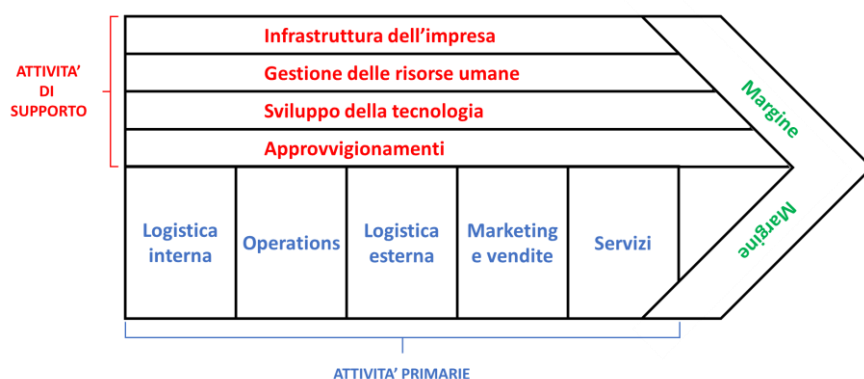 Infrastruttura dell'impresa
Gestione delle risorse umane
Sviluppo della tecnologia
Approvvigionamenti
ATTIVITA'
DI
SUPPORTO
Margine
Margine
Logistica
interna
Operations
Logistica
esterna
Marketing
e vendite
Servizi
ATTIVITA' PRIMARIE